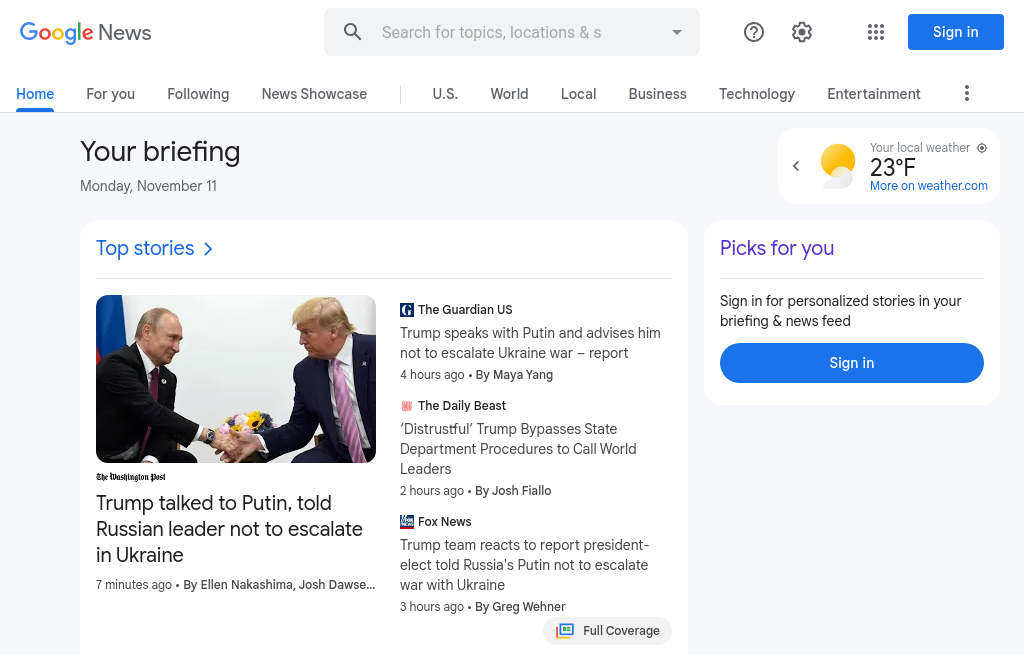 Google News
Search for topics, locations & s
Sign in
Home
For you
Following
News Showcase
U.S.
World
Local
Business
Technology
Entertainment
Your briefing
Monday, November 11
Your local weather
23°F
More on weather.com
Top stories
The Washington Post
Trump talked to Putin, told
Russian leader not to escalate
in Ukraine
7 minutes ago • By Ellen Nakashima, Josh Dawse...
The Guardian US
Trump speaks with Putin and advises him
not to escalate Ukraine war – report
4 hours ago • By Maya Yang
The Daily Beast
‘Distrustful’ Trump Bypasses State
Department Procedures to Call World
Leaders
2 hours ago • By Josh Fiallo
Fox News
Trump team reacts to report president-
elect told Russia's Putin not to escalate
war with Ukraine
3 hours ago • By Greg Wehner
Full Coverage
Picks for you
Sign in for personalized stories in your
briefing & news feed
Sign in